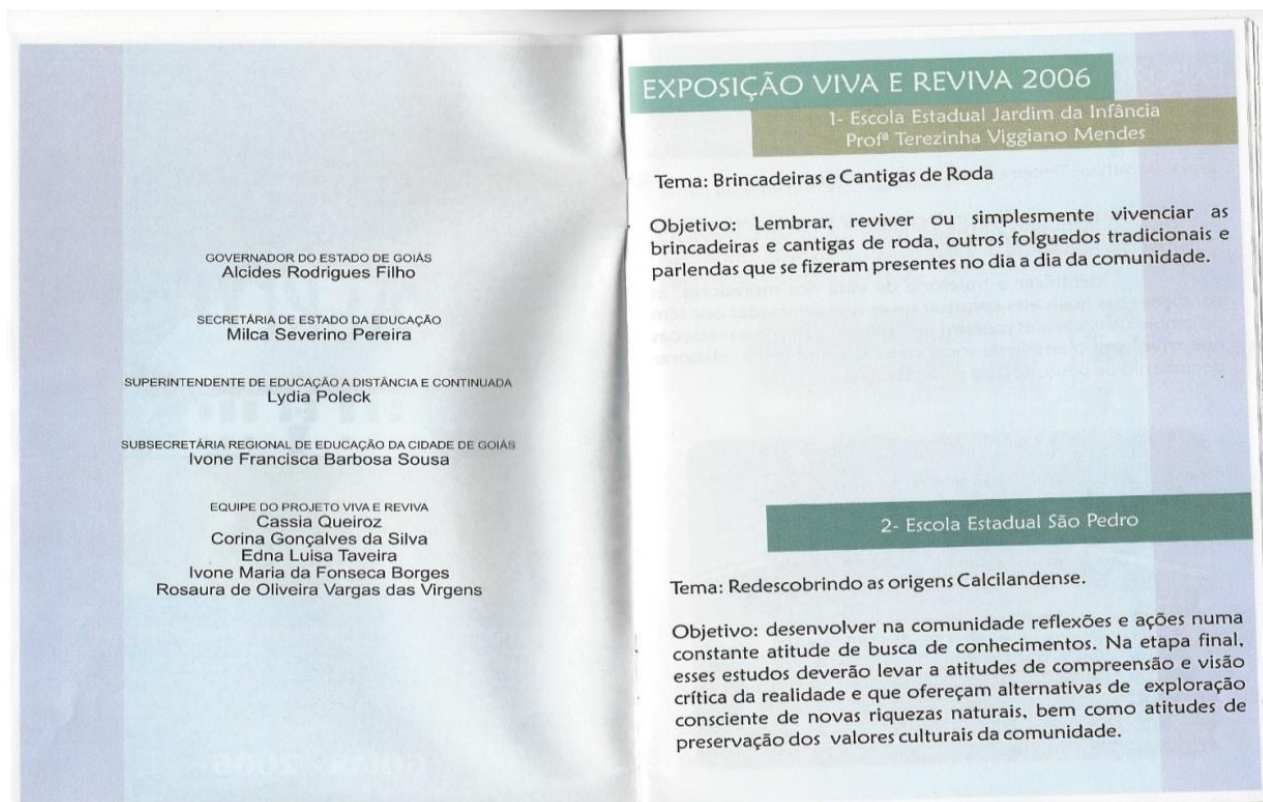 GOVERNADOR DO ESTADO DE GOIÁS
Alcides Rodrigues Filho
SECRETÁRIA DE ESTADO DA EDUCAÇÃO
Milca Severino Pereira
SUPERINTENDENTE DE EDUCAÇÃO A DISTÂNCIA E CONTINUADA
Lydia Poleck
SUBSECRETÁRIA REGIONAL DE EDUCAÇÃO DA CIDADE DE GOIÁS
Ivone Francisca Barbosa Sousa
EQUIPE DO PROJETO VIVA E REVIVA
Cassia Queiroz
Corina Gonçalves da Silva
Edna Luisa Taveira
Ivone Maria da Fonseca Borges
Rosaura de Oliveira Vargas das Virgens
EXPOSIÇÃO VIVA E REVIVA 2006
1- Escola Estadual Jardim da Infância
Profª Terezinha Viggiano Mendes
Tema: Brincadeiras e Cantigas de Roda
Objetivo: Lembrar, reviver ou simplesmente vivenciar as
brincadeiras e cantigas de roda, outros folguedos tradicionais e
parlendas que se fizeram presentes no dia a dia da comunidade.
2- Escola Estadual São Pedro
Tema: Redescobrindo as origens Calcilandense.
Objetivo: desenvolver na comunidade reflexões e ações numa
constante atitude de busca de conhecimentos. Na etapa final,
esses estudos deverão levar a atitudes de compreensão e visão
crítica da realidade e que ofereçam alternativas de exploração
consciente de novas riquezas naturais, bem como atitudes de
preservação dos valores culturais da comunidade.